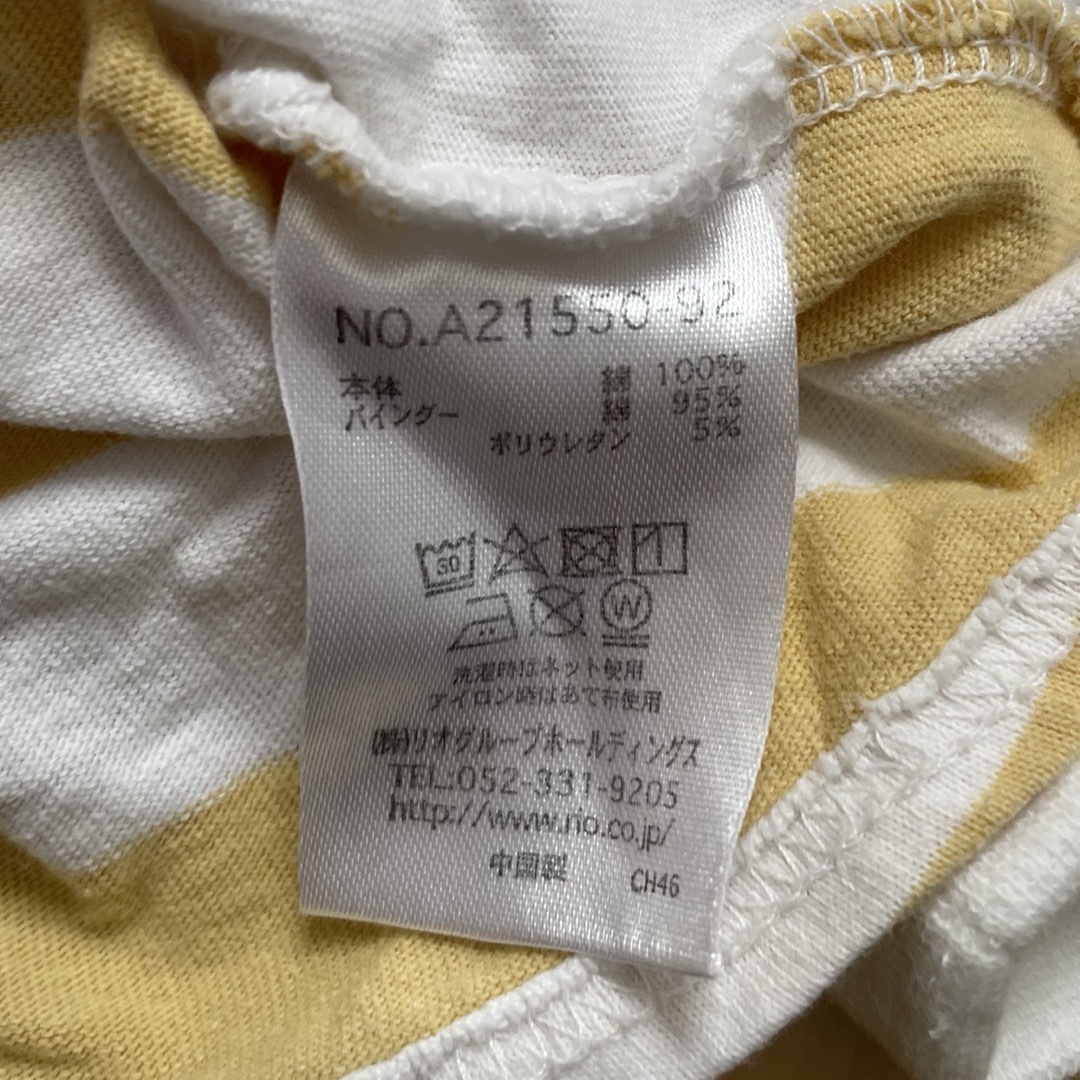 NO.A21550-92
本体 綿 100%
バインダー 綿 95%
ポリウレタン 5%
30
W
洗濯時はネット使用
アイロン時はあて布使用
㈱リオグループホールディングス
TEL:052-331-9205
http://www.rio.co.jp/
中国製 CH46